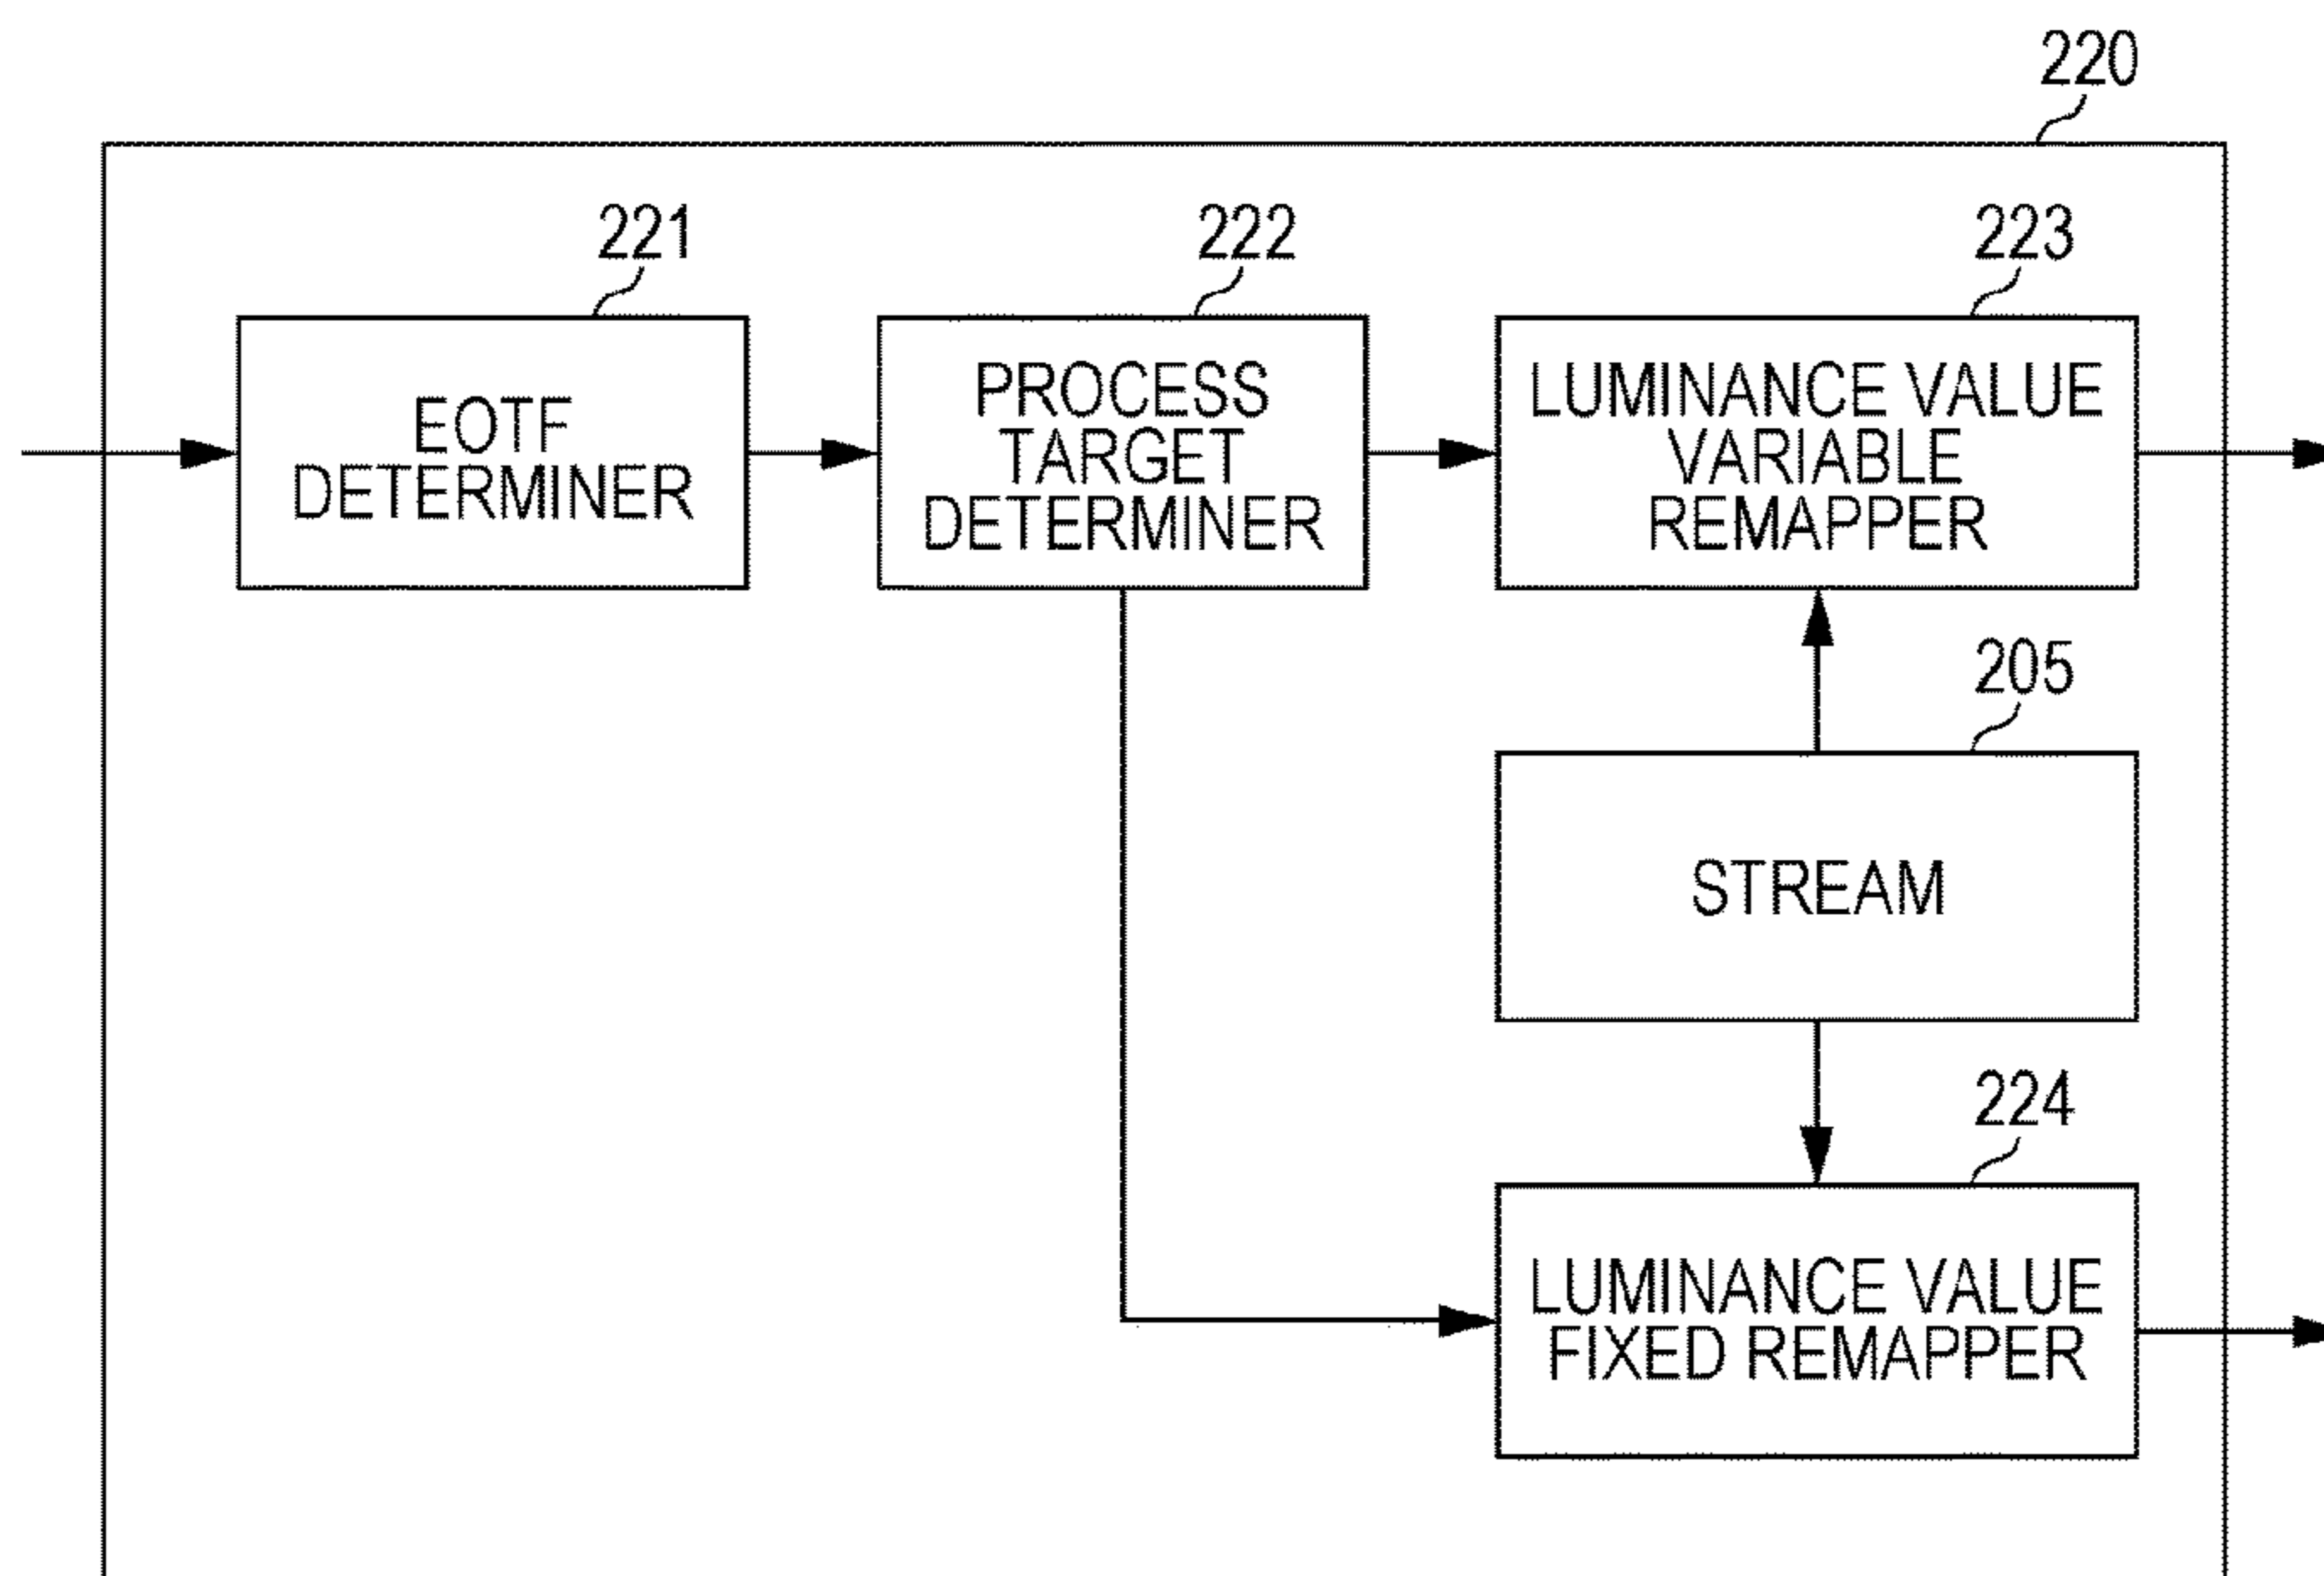 220
221
222
223
EOTF
DETERMINER
PROCESS
TARGET
DETERMINER
LUMINANCE VALUE
VARIABLE
REMAPPER
205
STREAM
224
LUMINANCE VALUE
FIXED REMAPPER